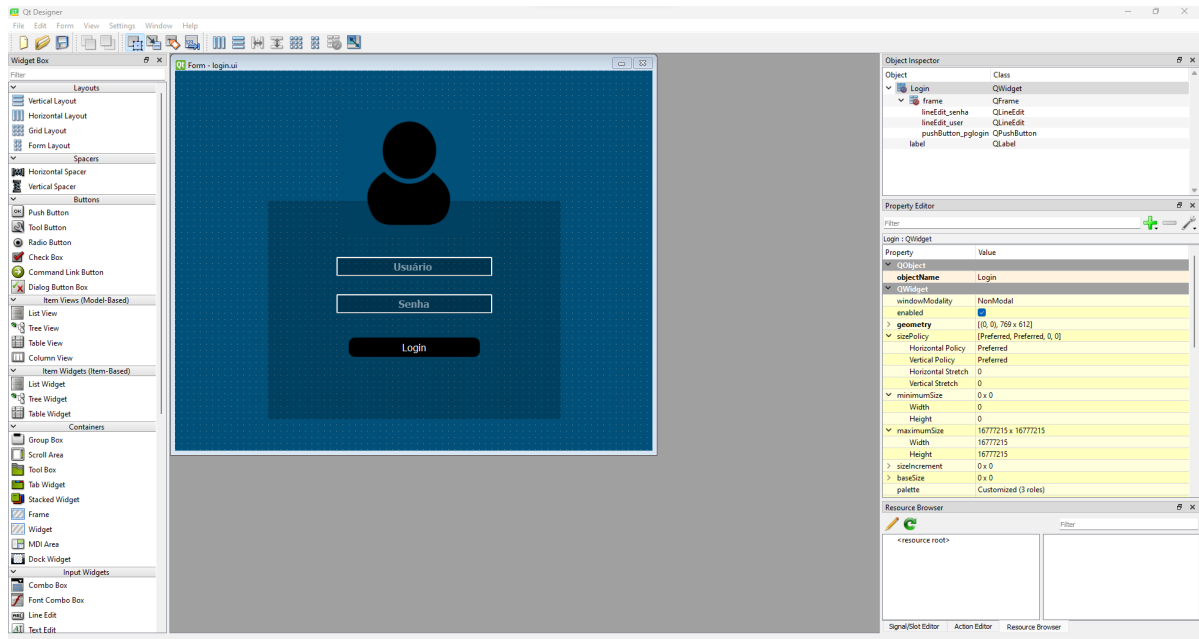 Qt Designer
File Edit Form View Settings Window Help
Widget Box
Filter
Layouts
Vertical Layout
Horizontal Layout
Grid Layout
Form Layout
Spacers
Horizontal Spacer
Vertical Spacer
Buttons
OK Push Button
Tool Button
Radio Button
Check Box
Command Link Button
Dialog Button Box
Item Views (Model-Based)
List View
Tree View
Table View
Column View
Item Widgets (Item-Based)
List Widget
Tree Widget
Table Widget
Containers
Group Box
Scroll Area
Tool Box
Tab Widget
Stacked Widget
Frame
Widget
MDI Area
Dock Widget
Input Widgets
Combo Box
Font Combo Box
Line Edit
AI Text Edit
Qt Form - login.ui
Usuário
Senha
Login
Object Inspector
Object Class
Login QWidget
frame QFrame
lineEdit_senha QLineEdit
lineEdit_user QLineEdit
pushButton_pglogin QPushButton
label QLabel
Property Editor
Filter
Login : QWidget
Property Value
QObject
objectName Login
QWidget
windowModality NonModal
enabled
geometry [(0, 0), 769 x 612]
sizePolicy [Preferred, Preferred, 0, 0]
Horizontal Policy Preferred
Vertical Policy Preferred
Horizontal Stretch 0
Vertical Stretch 0
minimumSize 0 x 0
Width 0
Height 0
maximumSize 16777215 x 16777215
Width 16777215
Height 16777215
sizeIncrement 0 x 0
baseSize 0 x 0
palette Customized (3 roles)
Resource Browser
Filter
<resource root>
Signal/Slot Editor Action Editor Resource Browser